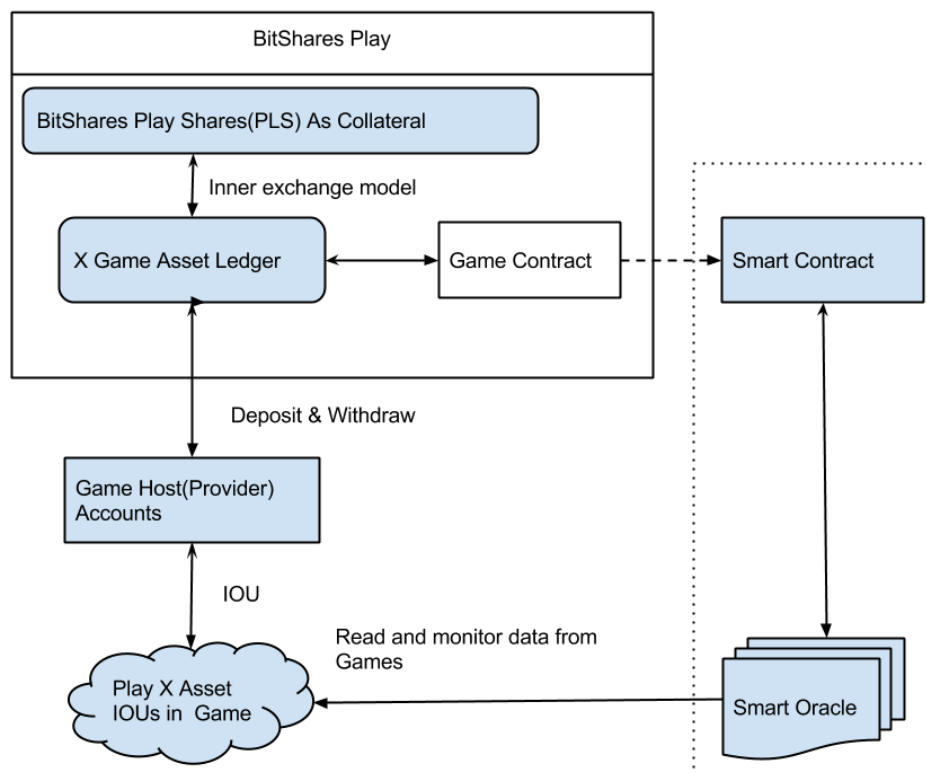 BitShares Play
BitShares Play Shares(PLS) As Collateral
Inner exchange model
X Game Asset Ledger
Game Contract
Smart Contract
Deposit & Withdraw
Game Host(Provider)
Accounts
IOU
Read and monitor data from
Games
Play X Asset
IOUs in Game
Smart Oracle